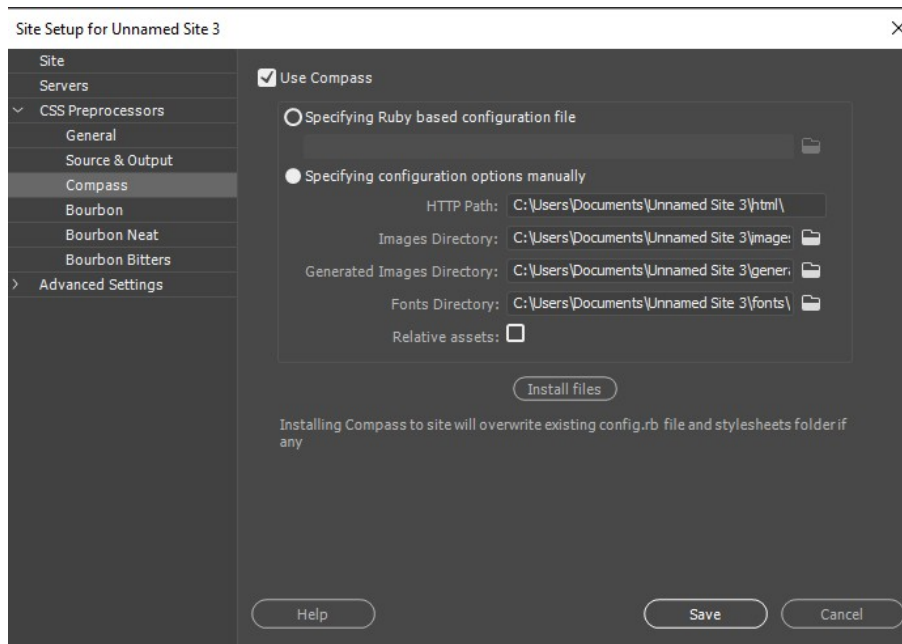 Site Setup for Unnamed Site 3
Site
Servers
CSS Preprocessors
General
Source & Output
Compass
Bourbon
Bourbon Neat
Bourbon Bitters
Advanced Settings
Use Compass
Specifying Ruby based configuration file
Specifying configuration options manually
HTTP Path: C:\Users\Documents\Unnamed Site 3\html\
Images Directory: C:\Users\Documents\Unnamed Site 3\images
Generated Images Directory: C:\Users\Documents\Unnamed Site 3\genera
Fonts Directory: C:\Users\Documents\Unnamed Site 3\fonts\
Relative assets:
Install files
Installing Compass to site will overwrite existing config.rb file and stylesheets folder if
any
Help
Save
Cancel